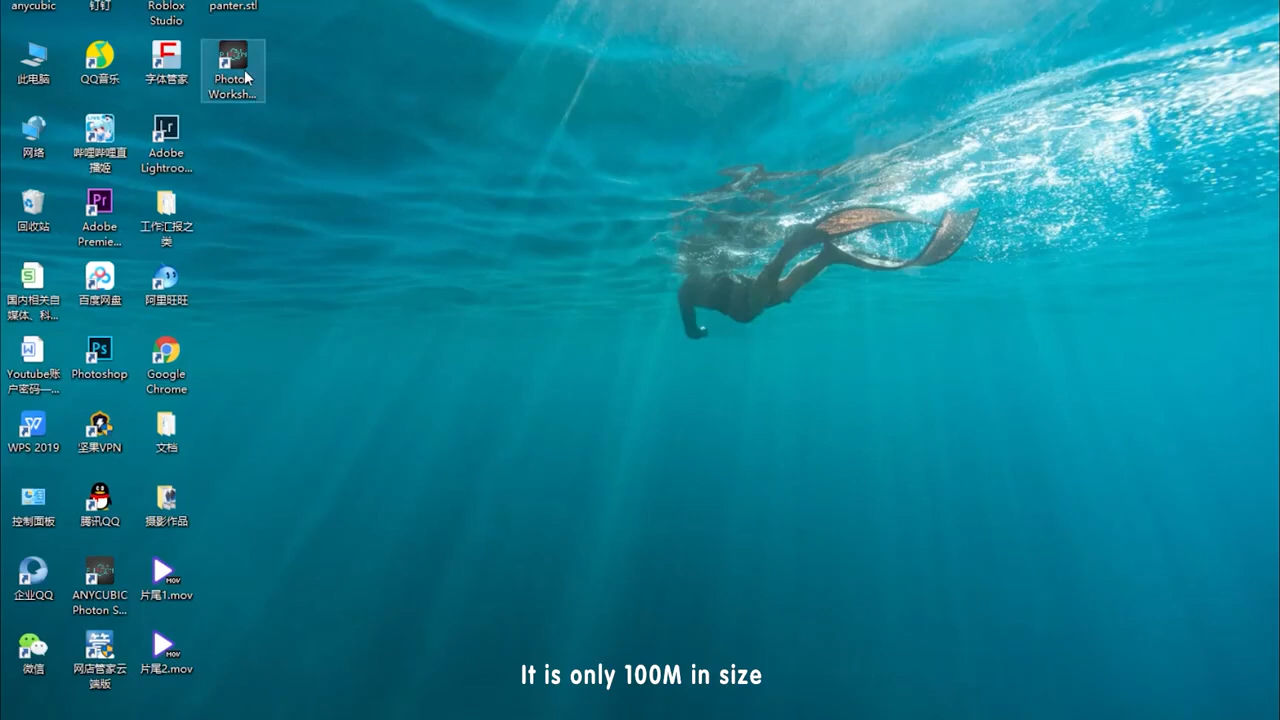 anycubic
钉钉
Roblox
Studio
panter.stl
此电脑
QQ音乐
字体管家
Photon
Worksh...
网络
哔哩哔哩直
播姬
Adobe
Lightroo...
回收站
Adobe
Premie...
工作汇报之
类
国内相关自
媒体、科...
百度网盘
阿里旺旺
Youtube账
户密码—...
Photoshop
Google
Chrome
WPS 2019
坚果VPN
文档
控制面板
腾讯QQ
摄影作品
企业QQ
ANYCUBIC
Photon S...
片尾1.mov
微信
网店管家云
端版
片尾2.mov
It is only 100M in size